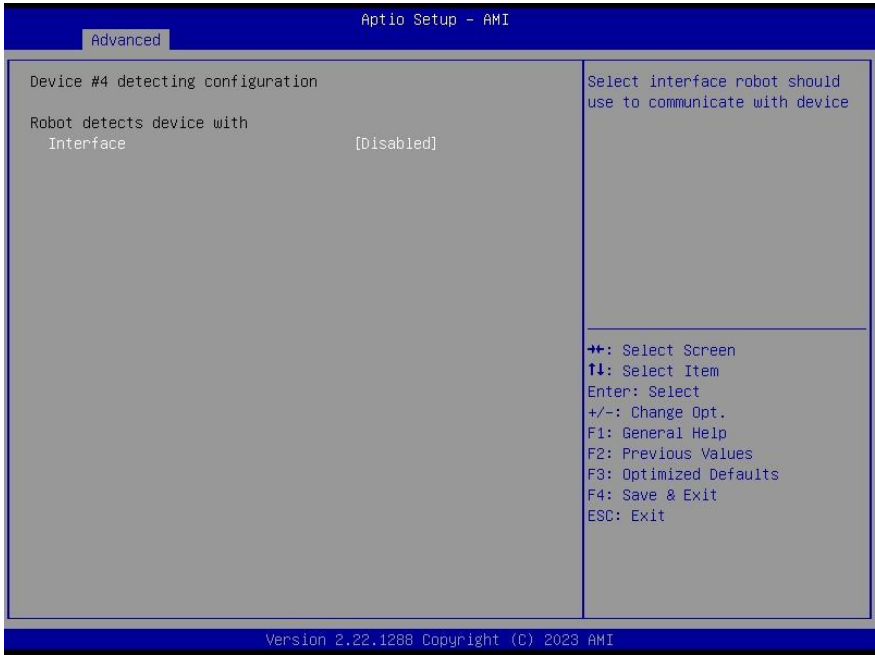 Aptio Setup - AMI
Advanced
Device #4 detecting configuration
Robot detects device with
Interface [Disabled]
Select interface robot should
use to communicate with device
→←: Select Screen
↑↓: Select Item
Enter: Select
+/-: Change Opt.
F1: General Help
F2: Previous Values
F3: Optimized Defaults
F4: Save & Exit
ESC: Exit
Version 2.22.1288 Copyright (C) 2023 AMI